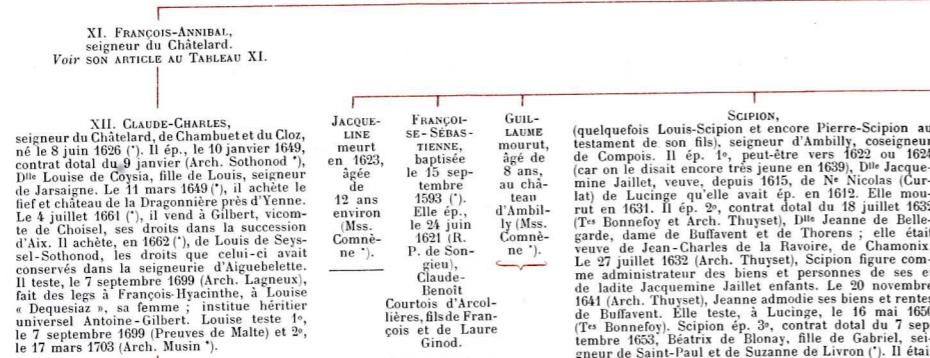 XI. FRANÇOIS-ANNIBAL,
seigneur du Châtelard.
Voir SON ARTICLE AU TABLEAU XI.
XII. CLAUDE-CHARLES,
seigneur du Châtelard, de Chambuet et du Cloz,
né le 8 juin 1626 (*). Il ép., le 10 janvier 1649,
contrat dotal du 9 janvier (Arch. Sothonod *),
Dlle Louise de Coysia, fille de Louis, seigneur
de Jarsaigne. Le 11 mars 1649 (*), il achète le
fief et château de la Dragonnière près d'Yenne.
Le 4 juillet 1661 (*), il vend à Gilbert, vicom-
te de Choisel, ses droits dans la succession
d'Aix. Il achète, en 1662 (*), de Louis de Seys-
sel-Sothonod, les droits que celui-ci avait
conservés dans la seigneurie d'Aiguebelette.
Il teste, le 7 septembre 1699 (Arch. Lagneux),
fait des legs à François-Hyacinthe, à Louise
« Dequesiaz », sa femme ; institue héritier
universel Antoine-Gilbert. Louise teste 1°,
le 7 septembre 1699 (Preuves de Malte) et 2°,
le 17 mars 1703 (Arch. Musin *).
JACQUE-
LINE
meurt
en 1623,
âgée
de
12 ans
environ
(Mss.
Comnè-
ne *).
FRANÇOI-
SE-SÉBAS-
TIENNE,
baptisée
le 15 sep-
tembre
1593 (*).
Elle ép.,
le 24 juin
1621 (R.
P. de Son-
gieu),
Claude-
Benoît
Courtois d'Arcol-
lières, fils de Fran-
çois et de Laure
Ginod.
GUIL-
LAUME
mourut,
âgé de
8 ans,
au châ-
teau
d'Ambil-
ly (Mss.
Comnè-
ne *).
SCIPION,
(quelquefois Louis-Scipion et encore Pierre-Scipion au
testament de son fils), seigneur d'Ambilly, coseigneur
de Compois. Il ép. 1°, peut-être vers 1622 ou 1624
(car on le disait encore très jeune en 1639), Dlle Jacque-
mine Jaillet, veuve, depuis 1615, de Ne Nicolas (Cur-
lat) de Lucinge qu'elle avait ép. en 1612. Elle mou-
rut en 1631. Il ép. 2°, contrat dotal du 18 juillet 1632
(Tes Bonnefoy et Arch. Thuyset), Dlle Jeanne de Belle-
garde, dame de Buffavent et de Thorens ; elle était
veuve de Jean-Charles de la Ravoire, de Chamonix.
Le 27 juillet 1632 (Arch. Thuyset), Scipion figure com-
me administrateur des biens et personnes de ses et
de ladite Jacquemine Jaillet enfants. Le 20 novembre
1641 (Arch. Thuyset), Jeanne admodie ses biens et rentes
de Buffavent. Elle teste, à Lucinge, le 16 mai 1650
(Tes Bonnefoy). Scipion ép. 3°, contrat dotal du 7 sep-
tembre 1653, Béatrix de Blonay, fille de Gabriel, sei-
gneur de Saint-Paul et de Suzanne de Livron (*). Il étai